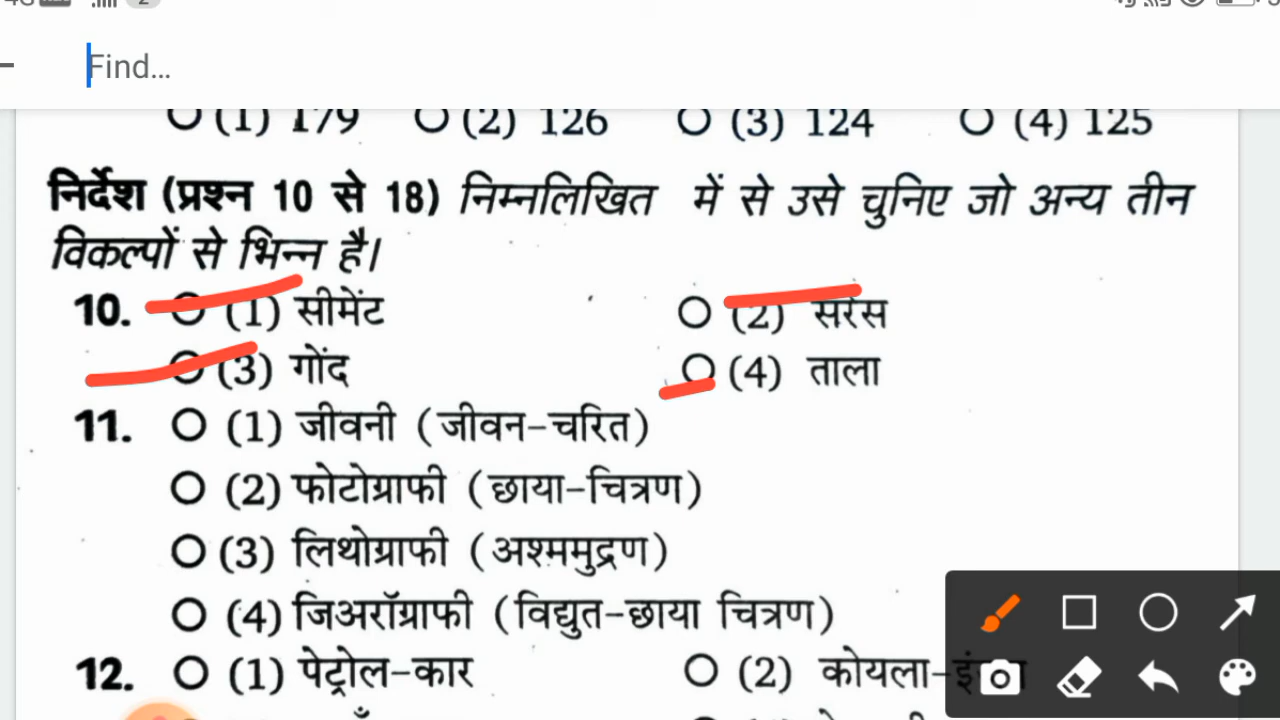 4G
2
Find...
(1) 179 (2) 126 (3) 124 (4) 125
निर्देश (प्रश्न 10 से 18) निम्नलिखित में से उसे चुनिए जो अन्य तीन
विकल्पों से भिन्न है।
10. (1) सीमेंट (2) सरेस
(3) गोंद (4) ताला
11. (1) जीवनी (जीवन-चरित)
(2) फोटोग्राफी (छाया-चित्रण)
(3) लिथोग्राफी (अश्ममुद्रण)
(4) जिअरॉग्राफी (विद्युत-छाया चित्रण)
12. (1) पेट्रोल-कार (2) कोयला-